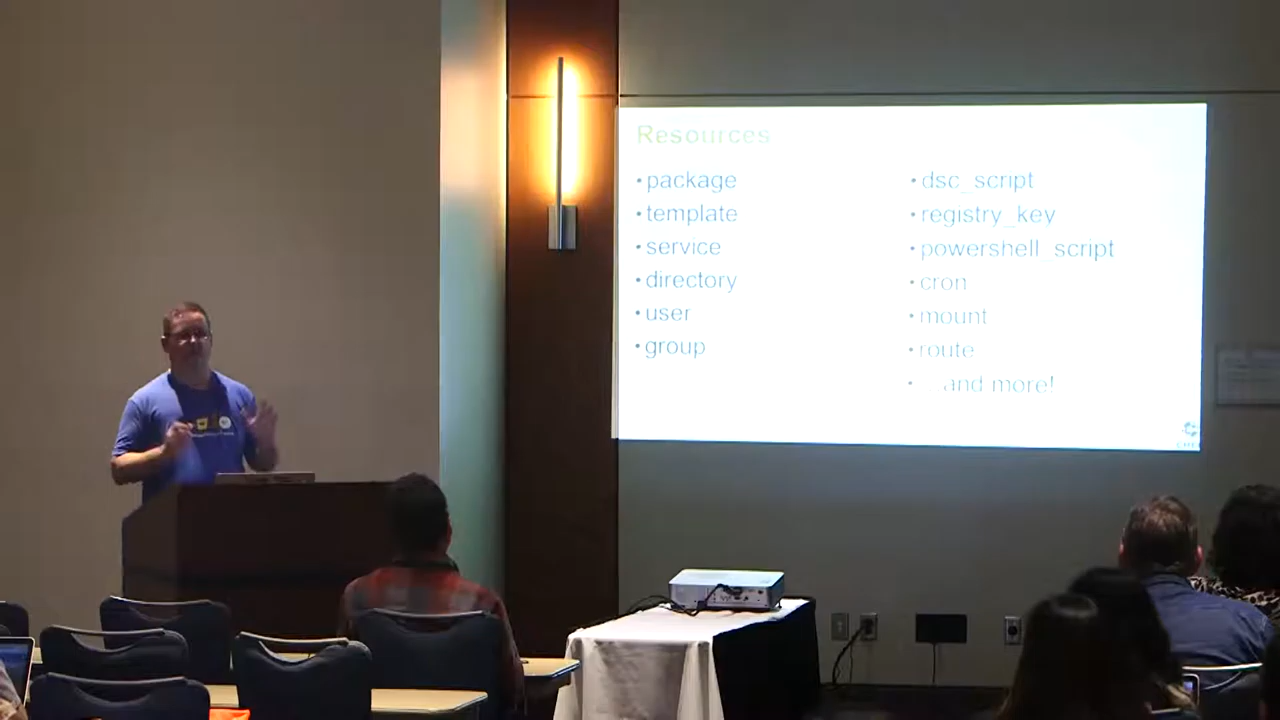 Resources
• package
• template
• service
• directory
• user
• group
• dsc_script
• registry_key
• powershell_script
• cron
• mount
• route
• and more!